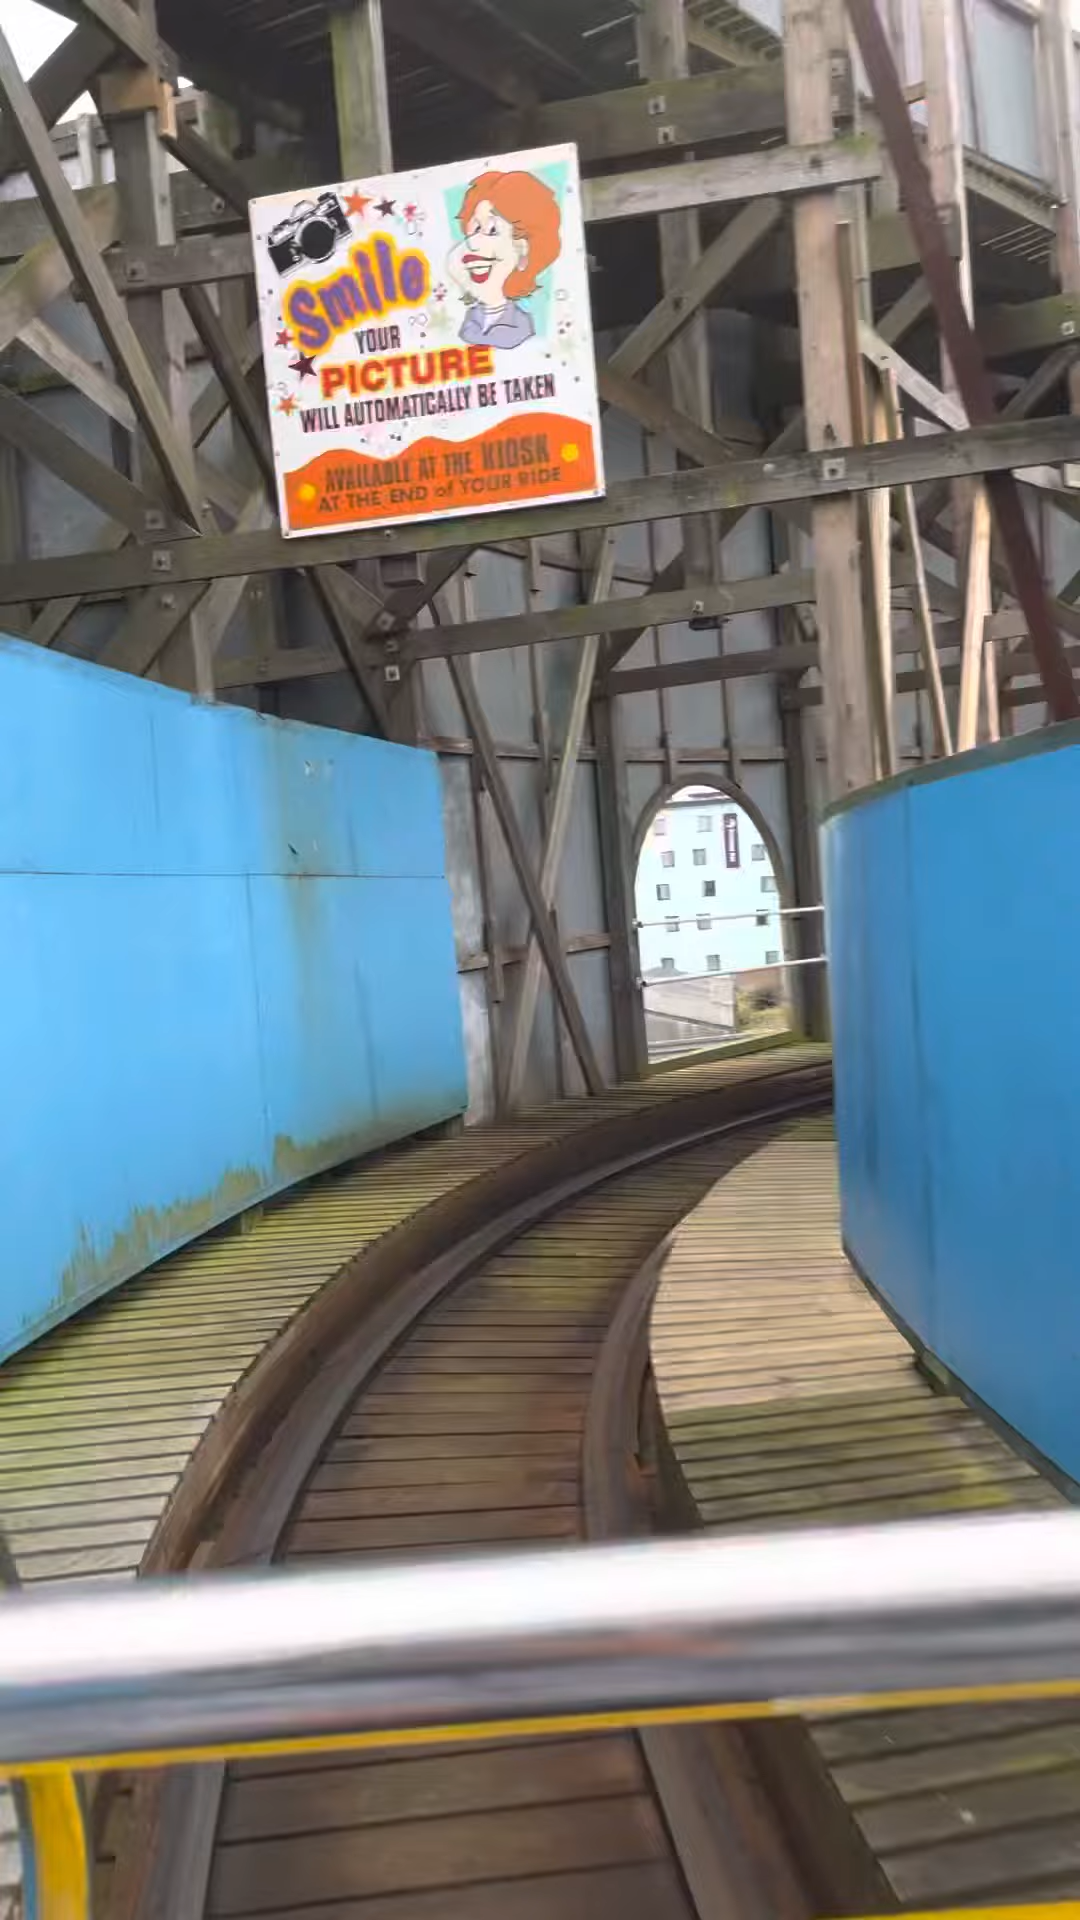 Smile
YOUR
PICTURE
WILL AUTOMATICALLY BE TAKEN
AVAILABLE AT THE KIOSK
AT THE END of YOUR RIDE